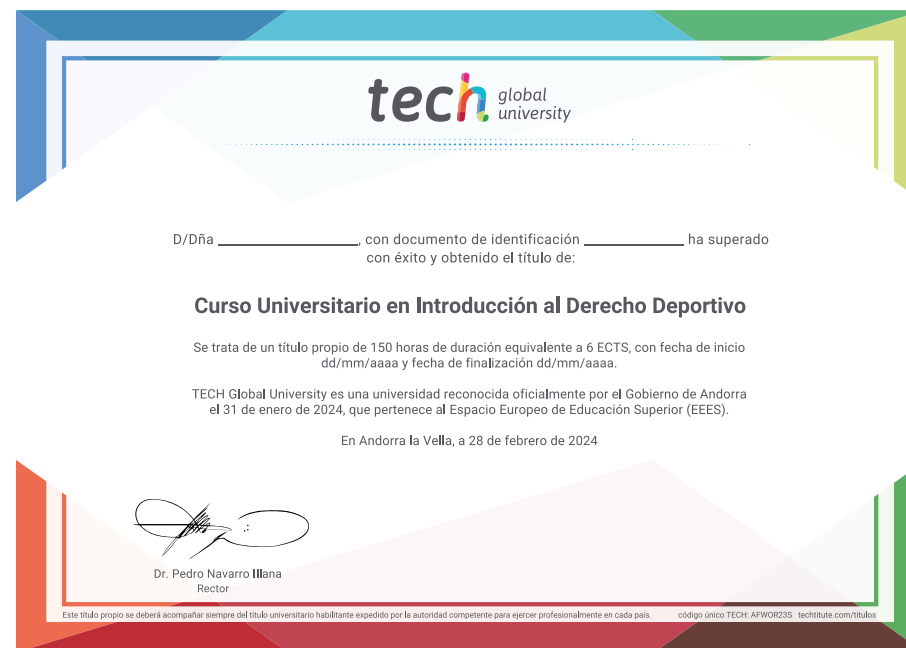 tech global university
D/Dña ______________, con documento de identificación __________ ha superado
con éxito y obtenido el título de:
Curso Universitario en Introducción al Derecho Deportivo
Se trata de un título propio de 150 horas de duración equivalente a 6 ECTS, con fecha de inicio
dd/mm/aaaa y fecha de finalización dd/mm/aaaa.
TECH Global University es una universidad reconocida oficialmente por el Gobierno de Andorra
el 31 de enero de 2024, que pertenece al Espacio Europeo de Educación Superior (EEES).
En Andorra la Vella, a 28 de febrero de 2024
Dr. Pedro Navarro Illana
Rector
Este título propio se deberá acompañar siempre del título universitario habilitante expedido por la autoridad competente para ejercer profesionalmente en cada país. código único TECH: AFWOR23S techtitute.com/titulos